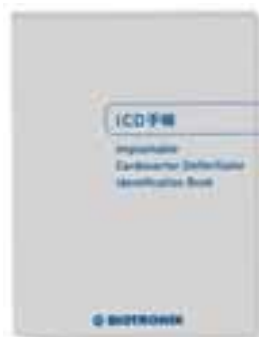 ICD手帳
Implantable
Cardioverter Defibrillator
Identification Book
BIOTRONIK